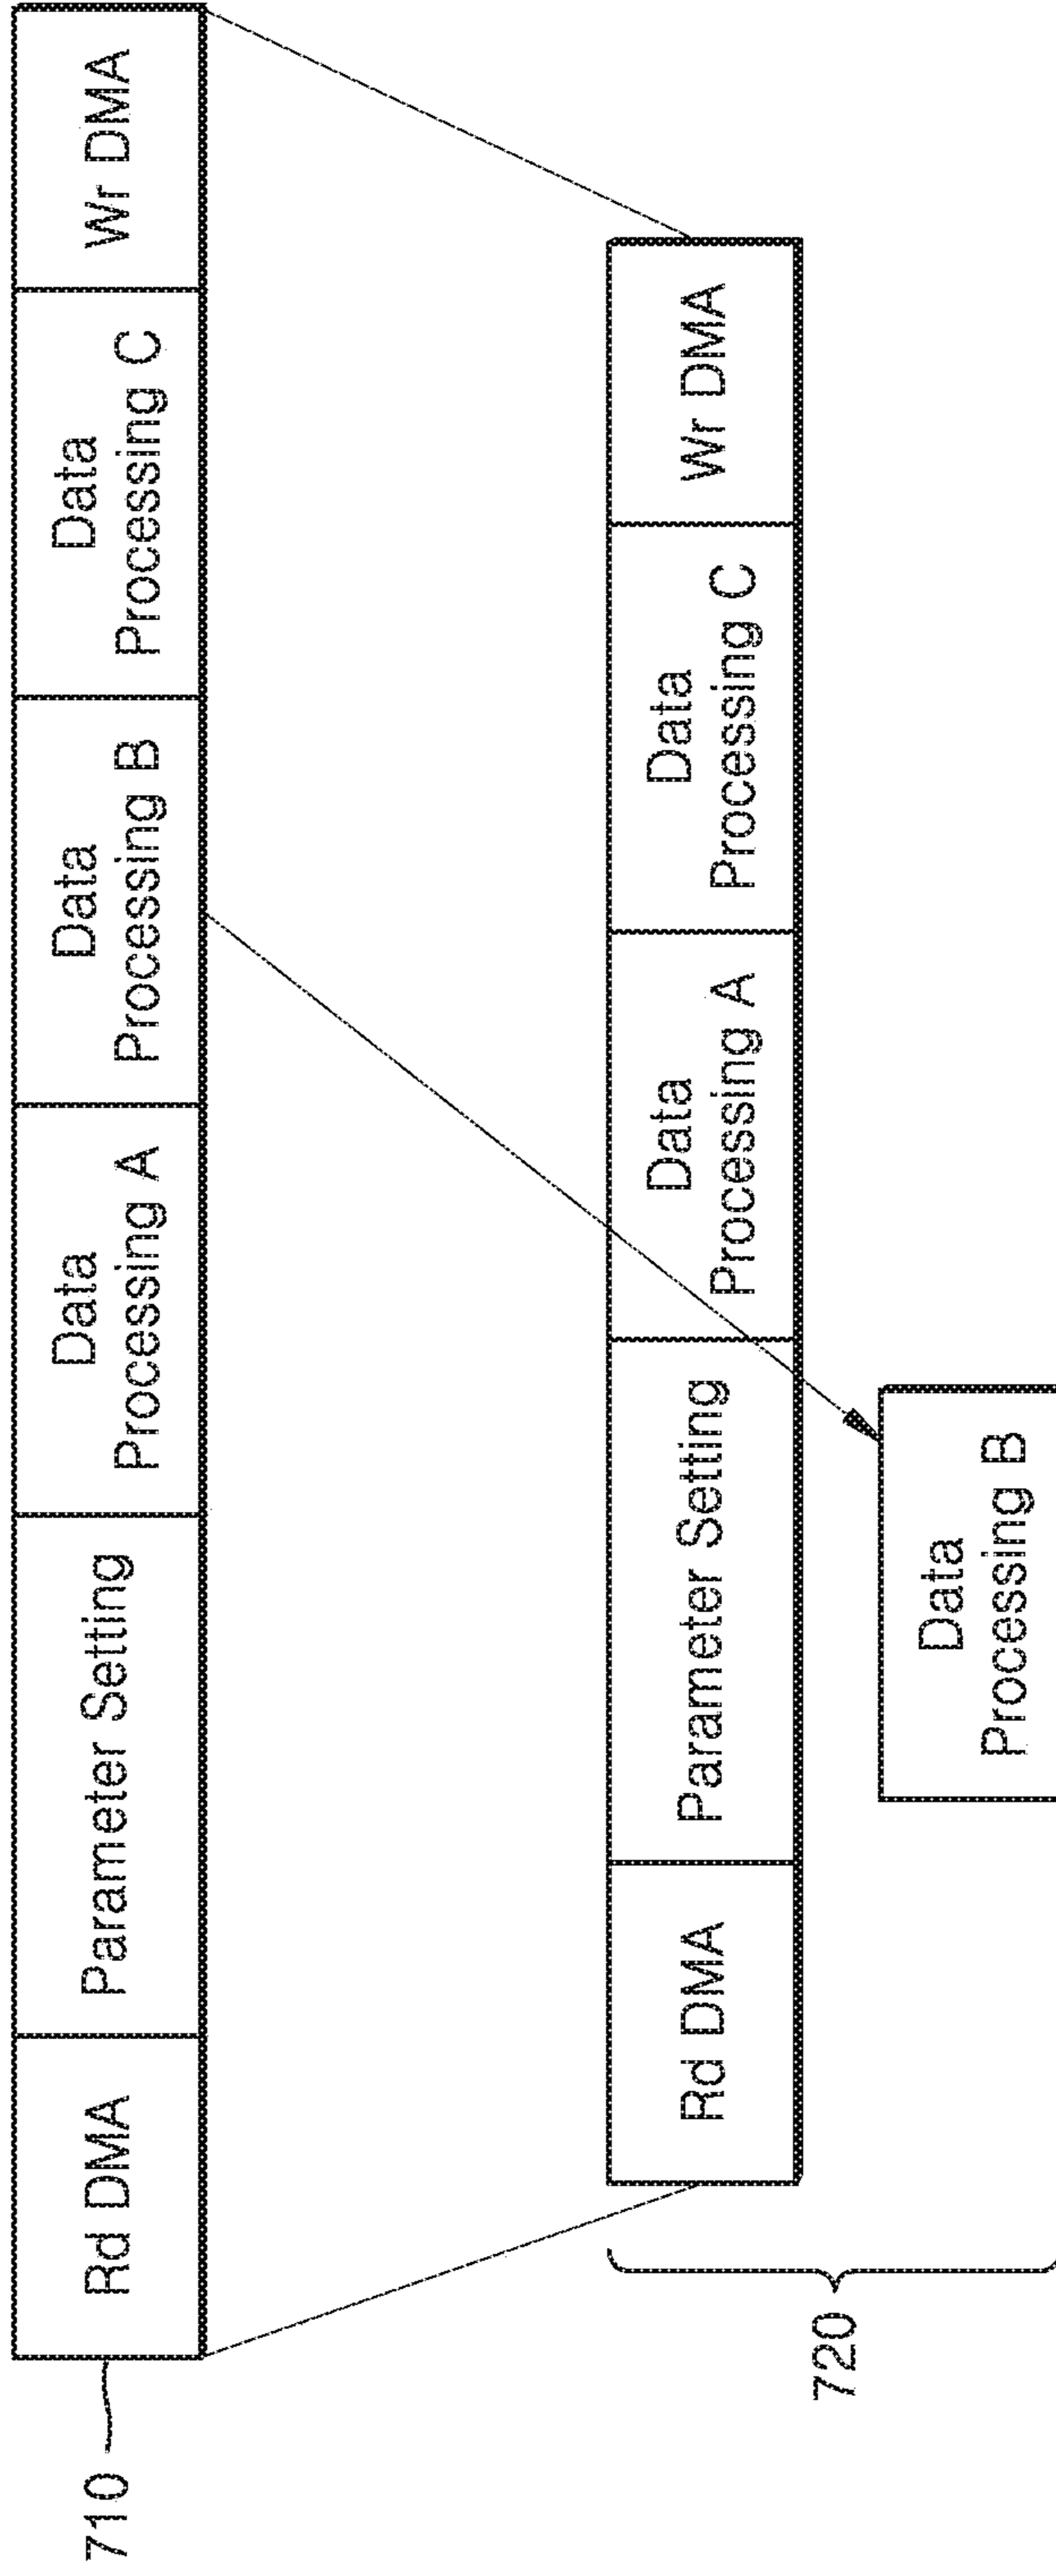 710
Rd DMA
Parameter Setting
Data
Processing A
Data
Processing B
Data
Processing C
Wr DMA
720
Rd DMA
Parameter Setting
Data
Processing A
Data
Processing C
Wr DMA
Data
Processing B